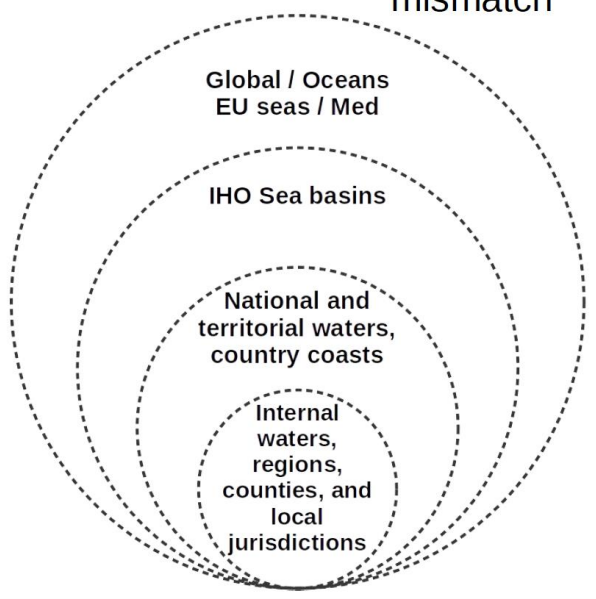 mismatch
Global / Oceans
EU seas / Med
IHO Sea basins
National and
territorial waters,
country coasts
Internal
waters,
regions,
counties, and
local
jurisdictions